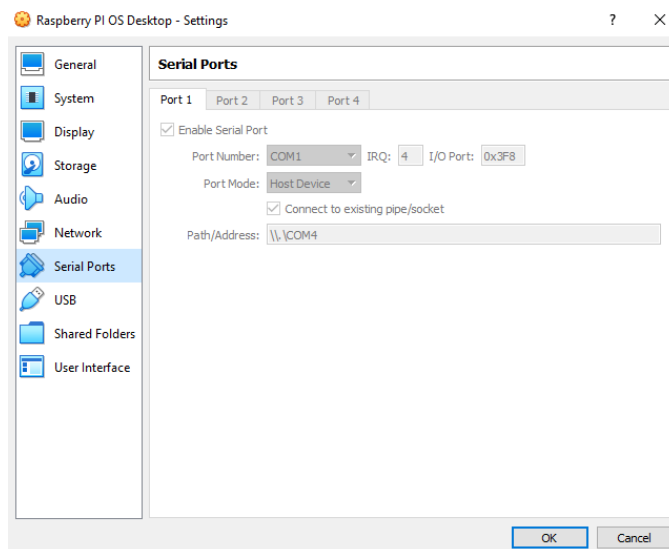 Raspberry PI OS Desktop - Settings
?
General
System
Display
Storage
Audio
Network
Serial Ports
USB
Shared Folders
User Interface
Serial Ports
Port 1 Port 2 Port 3 Port 4
Enable Serial Port
Port Number: COM1 IRQ: 4 I/O Port: 0x3F8
Port Mode: Host Device
Connect to existing pipe/socket
Path/Address: \\.\COM4
OK Cancel